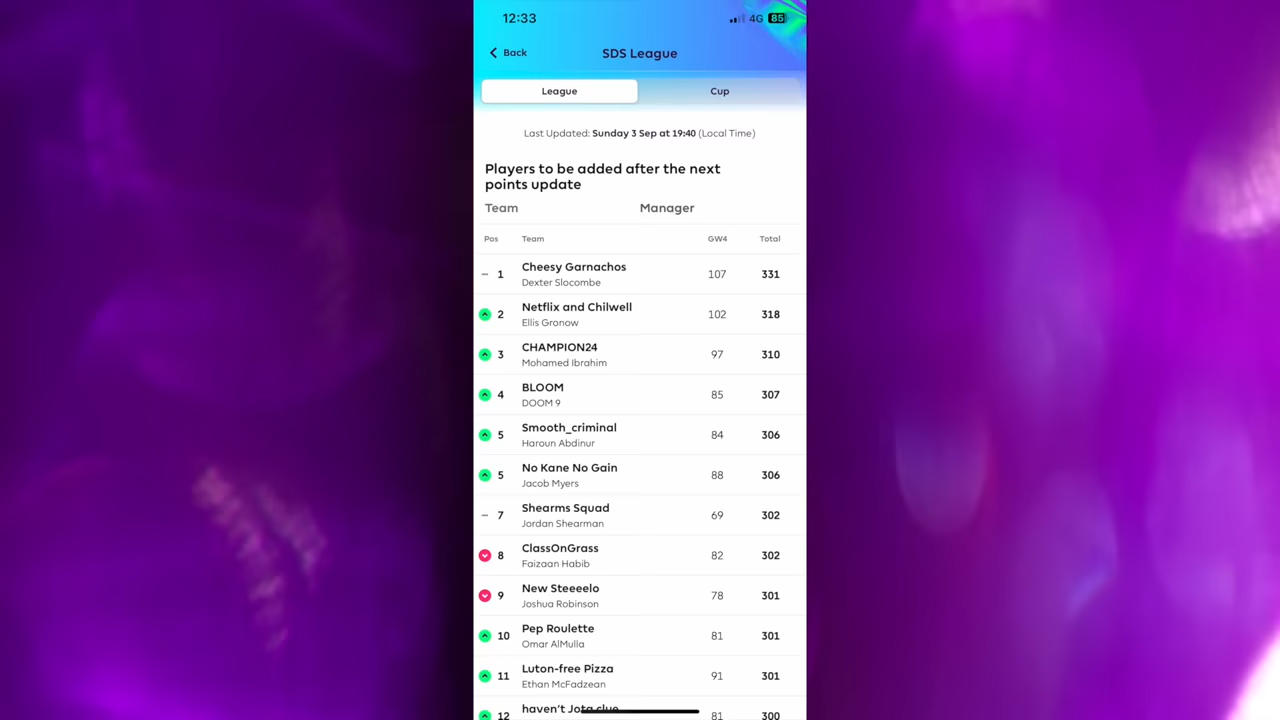 12:33 4G 85
Back SDS League
League Cup
Last Updated: Sunday 3 Sep at 19:40 (Local Time)
Players to be added after the next
points update
Team Manager
Pos Team GW4 Total
1 Cheesy Garnachos 107 331
Dexter Slocombe
2 Netflix and Chilwell 102 318
Ellis Gronow
3 CHAMPION24 97 310
Mohamed Ibrahim
4 BLOOM 85 307
DOOM 9
5 Smooth_criminal 84 306
Haroun Abdinur
5 No Kane No Gain 88 306
Jacob Myers
7 Shearms Squad 69 302
Jordan Shearman
8 ClassOnGrass 82 302
Faizaan Habib
9 New Steeeelo 78 301
Joshua Robinson
10 Pep Roulette 81 301
Omar AlMulla
11 Luton-free Pizza 91 301
Ethan McFadzean
12 haven't Jota clue 81 300